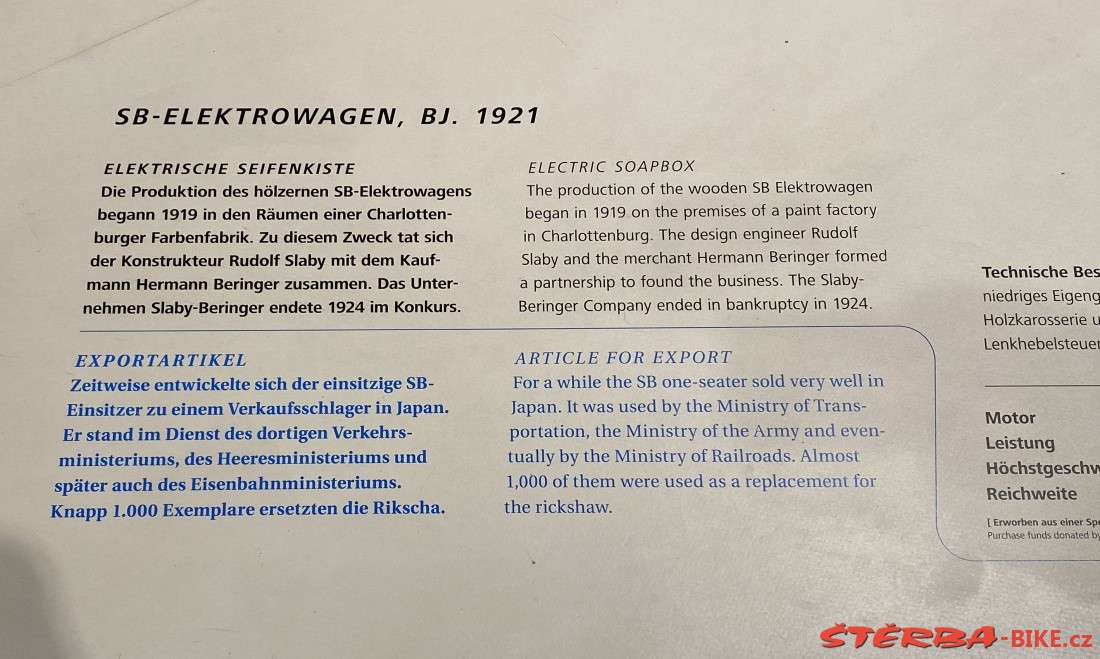 SB-ELEKTROWAGEN, BJ. 1921
ELEKTRISCHE SEIFENKISTE
Die Produktion des hölzernen SB-Elektrowagens
begann 1919 in den Räumen einer Charlotten-
burger Farbenfabrik. Zu diesem Zweck tat sich
der Konstrukteur Rudolf Slaby mit dem Kauf-
mann Hermann Beringer zusammen. Das Unter-
nehmen Slaby-Beringer endete 1924 im Konkurs.
ELECTRIC SOAPBOX
The production of the wooden SB Elektrowagen
began in 1919 on the premises of a paint factory
in Charlottenburg. The design engineer Rudolf
Slaby and the merchant Hermann Beringer formed
a partnership to found the business. The Slaby-
Beringer Company ended in bankruptcy in 1924.
EXPORTARTIKEL
Zeitweise entwickelte sich der einsitzige SB-
Einsitzer zu einem Verkaufsschlager in Japan.
Er stand im Dienst des dortigen Verkehrs-
ministeriums, des Heeresministeriums und
später auch des Eisenbahnministeriums.
Knapp 1.000 Exemplare ersetzten die Rikscha.
ARTICLE FOR EXPORT
For a while the SB one-seater sold very well in
Japan. It was used by the Ministry of Trans-
portation, the Ministry of the Army and even-
tually by the Ministry of Railroads. Almost
1,000 of them were used as a replacement for
the rickshaw.
Technische Bes
niedriges Eigeng
Holzkarosserie u
Lenkhebelsteuer
Motor
Leistung
Höchstgeschw
Reichweite
[ Erworben aus einer Spe
Purchase funds donated by
ŠTĚRBA-BIKE.cz